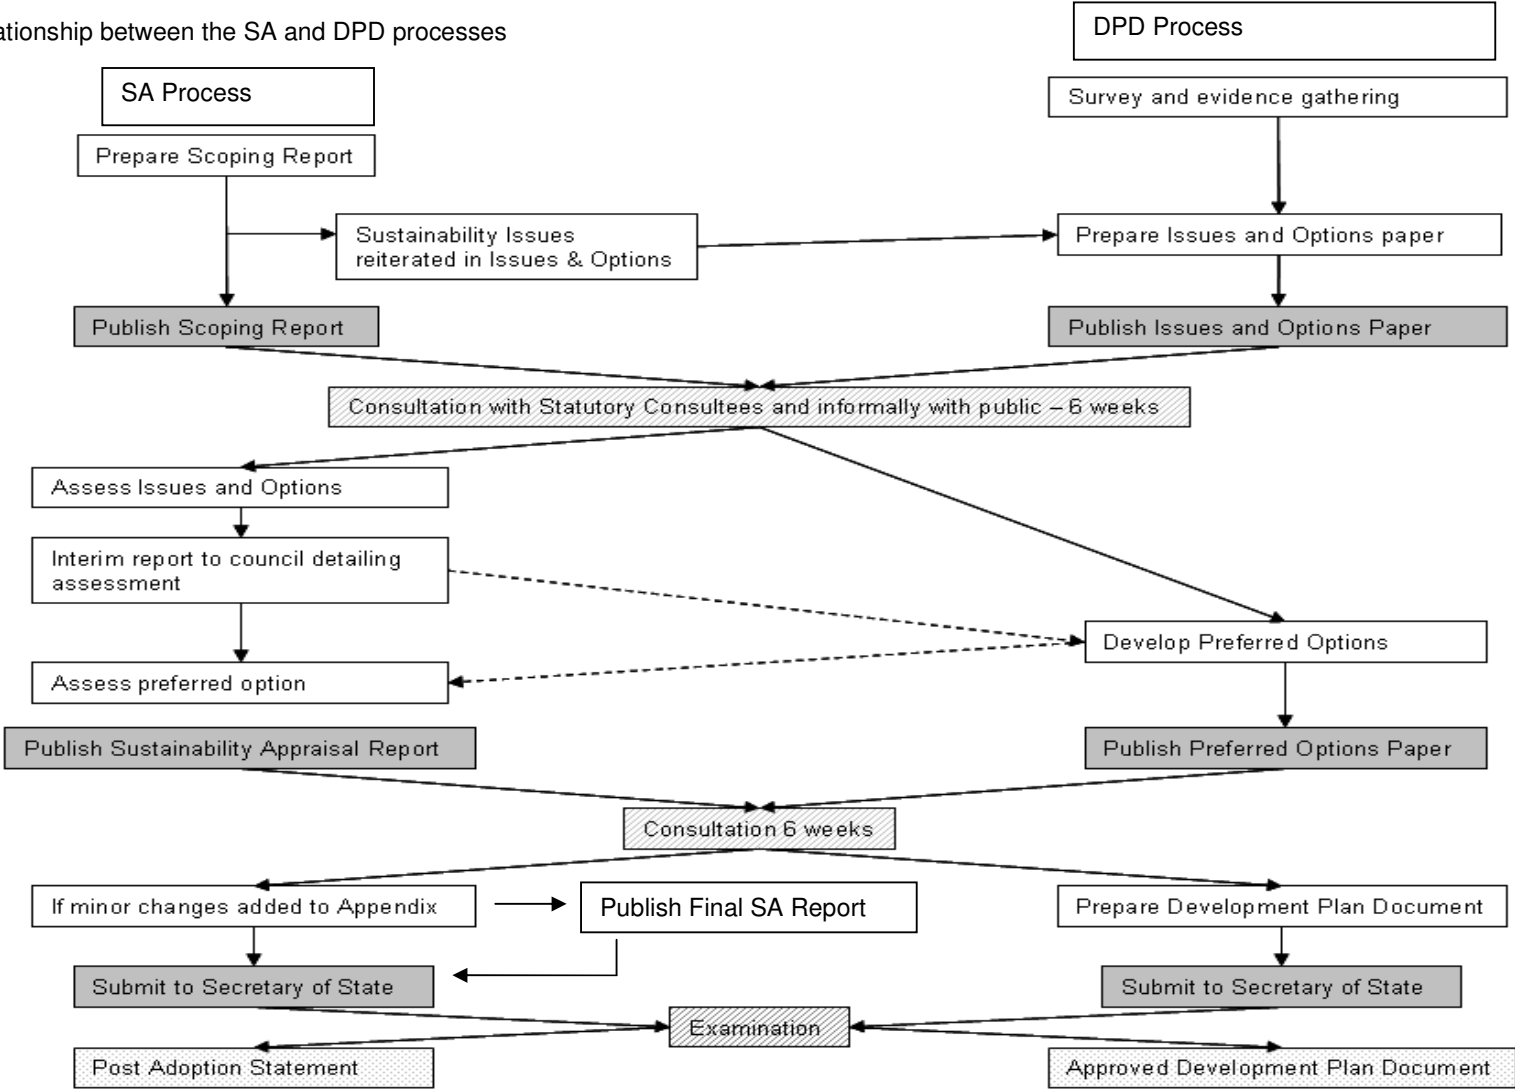 ationship between the SA and DPD processes
DPD Process
SA Process
Survey and evidence gathering
Prepare Scoping Report
Sustainability Issues
reiterated in Issues & Options
Prepare Issues and Options paper
Publish Scoping Report
Publish Issues and Options Paper
Consultation with Statutory Consultees and informally with public – 6 weeks
Assess Issues and Options
Interim report to council detailing
assessment
Develop Preferred Options
Assess preferred option
Publish Sustainability Appraisal Report
Publish Preferred Options Paper
Consultation 6 weeks
If minor changes added to Appendix
Publish Final SA Report
Prepare Development Plan Document
Submit to Secretary of State
Submit to Secretary of State
Examination
Post Adoption Statement
Approved Development Plan Document